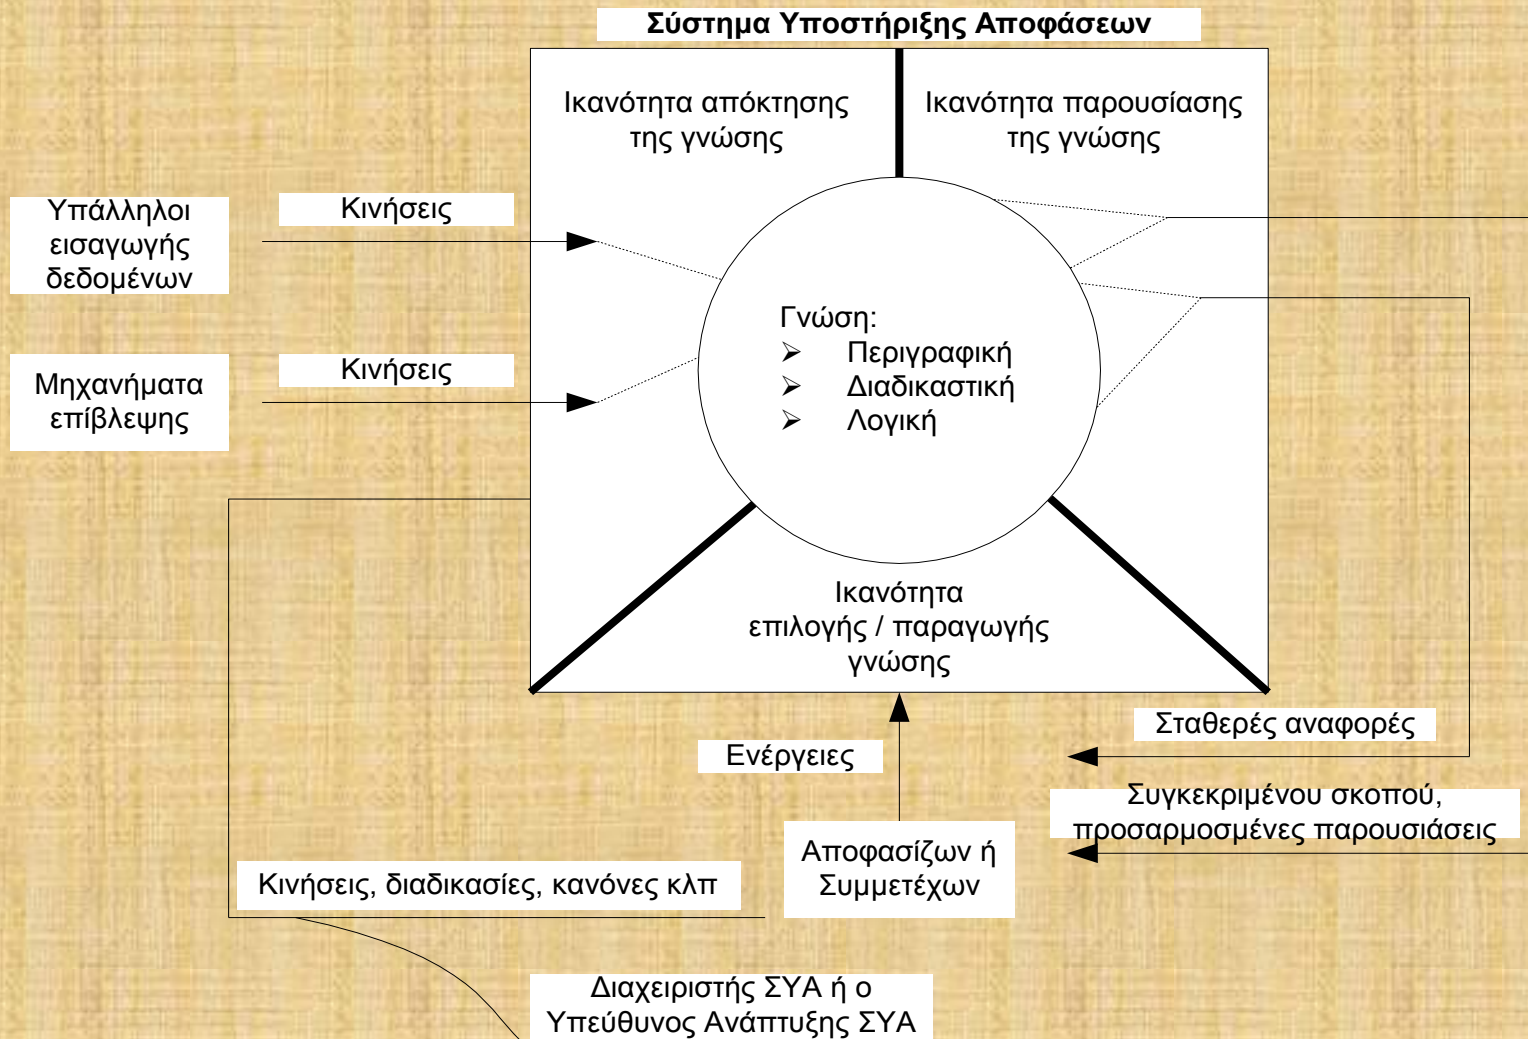 Σύστημα Υποστήριξης Αποφάσεων
Ικανότητα απόκτησης
της γνώσης
Ικανότητα παρουσίασης
της γνώσης
Υπάλληλοι
εισαγωγής
δεδομένων
Κινήσεις
Μηχανήματα
επίβλεψης
Κινήσεις
Γνώση:
➢ Περιγραφική
➢ Διαδικαστική
➢ Λογική
Ικανότητα
επιλογής / παραγωγής
γνώσης
Ενέργειες
Σταθερές αναφορές
Συγκεκριμένου σκοπού,
προσαρμοσμένες παρουσιάσεις
Αποφασίζων ή
Συμμετέχων
Κινήσεις, διαδικασίες, κανόνες κλπ
Διαχειριστής ΣΥΑ ή ο
Υπεύθυνος Ανάπτυξης ΣΥΑ